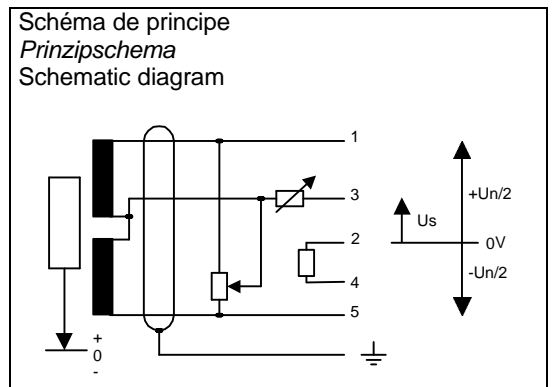 Schéma de principe
Prinzipschema
Schematic diagram
1
3
+Un/2
Us
2
0V
-Un/2
4
5
+
0
-